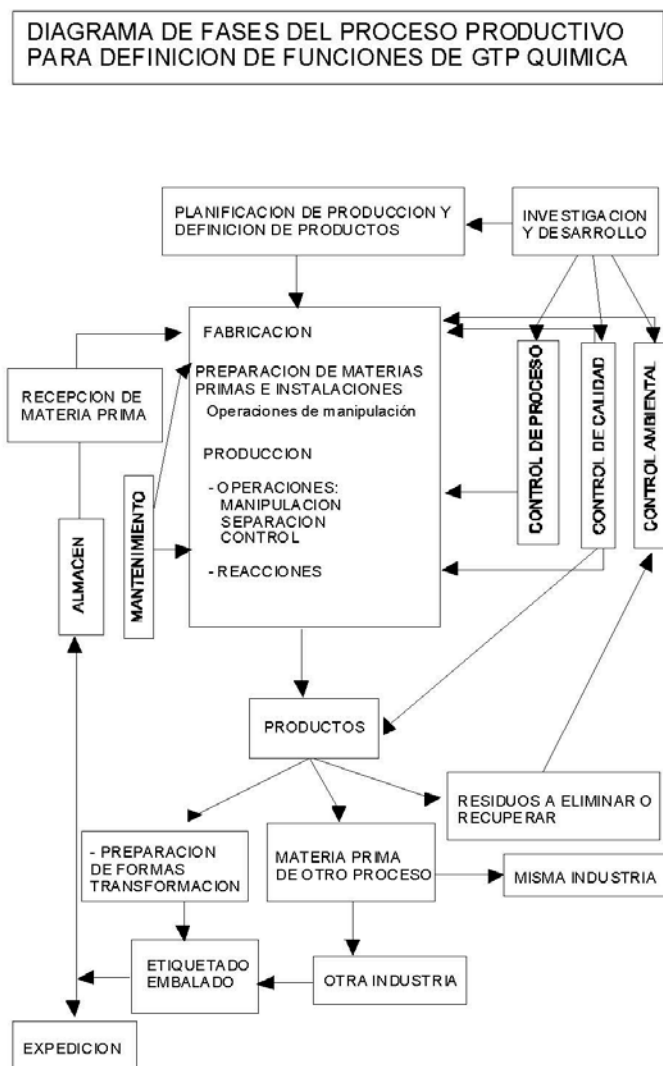 DIAGRAMA DE FASES DEL PROCESO PRODUCTIVO
PARA DEFINICION DE FUNCIONES DE GTP QUIMICA
PLANIFICACION DE PRODUCCION Y
DEFINICION DE PRODUCTOS
INVESTIGACION
Y DESARROLLO
FABRICACION
PREPARACION DE MATERIAS
PRIMAS E INSTALACIONES
Operaciones de manipulación
PRODUCCION
- OPERACIONES:
MANIPULACION
SEPARACION
CONTROL
- REACCIONES
RECEPCION DE
MATERIA PRIMA
ALMACEN
MANTENIMIENTO
CONTROL DE PROCESO
CONTROL DE CALIDAD
CONTROL AMBIENTAL
PRODUCTOS
- PREPARACION
DE FORMAS
TRANSFORMACION
MATERIA PRIMA
DE OTRO PROCESO
RESIDUOS A ELIMINAR O
RECUPERAR
MISMA INDUSTRIA
ETIQUETADO
EMBALADO
OTRA INDUSTRIA
EXPEDICION